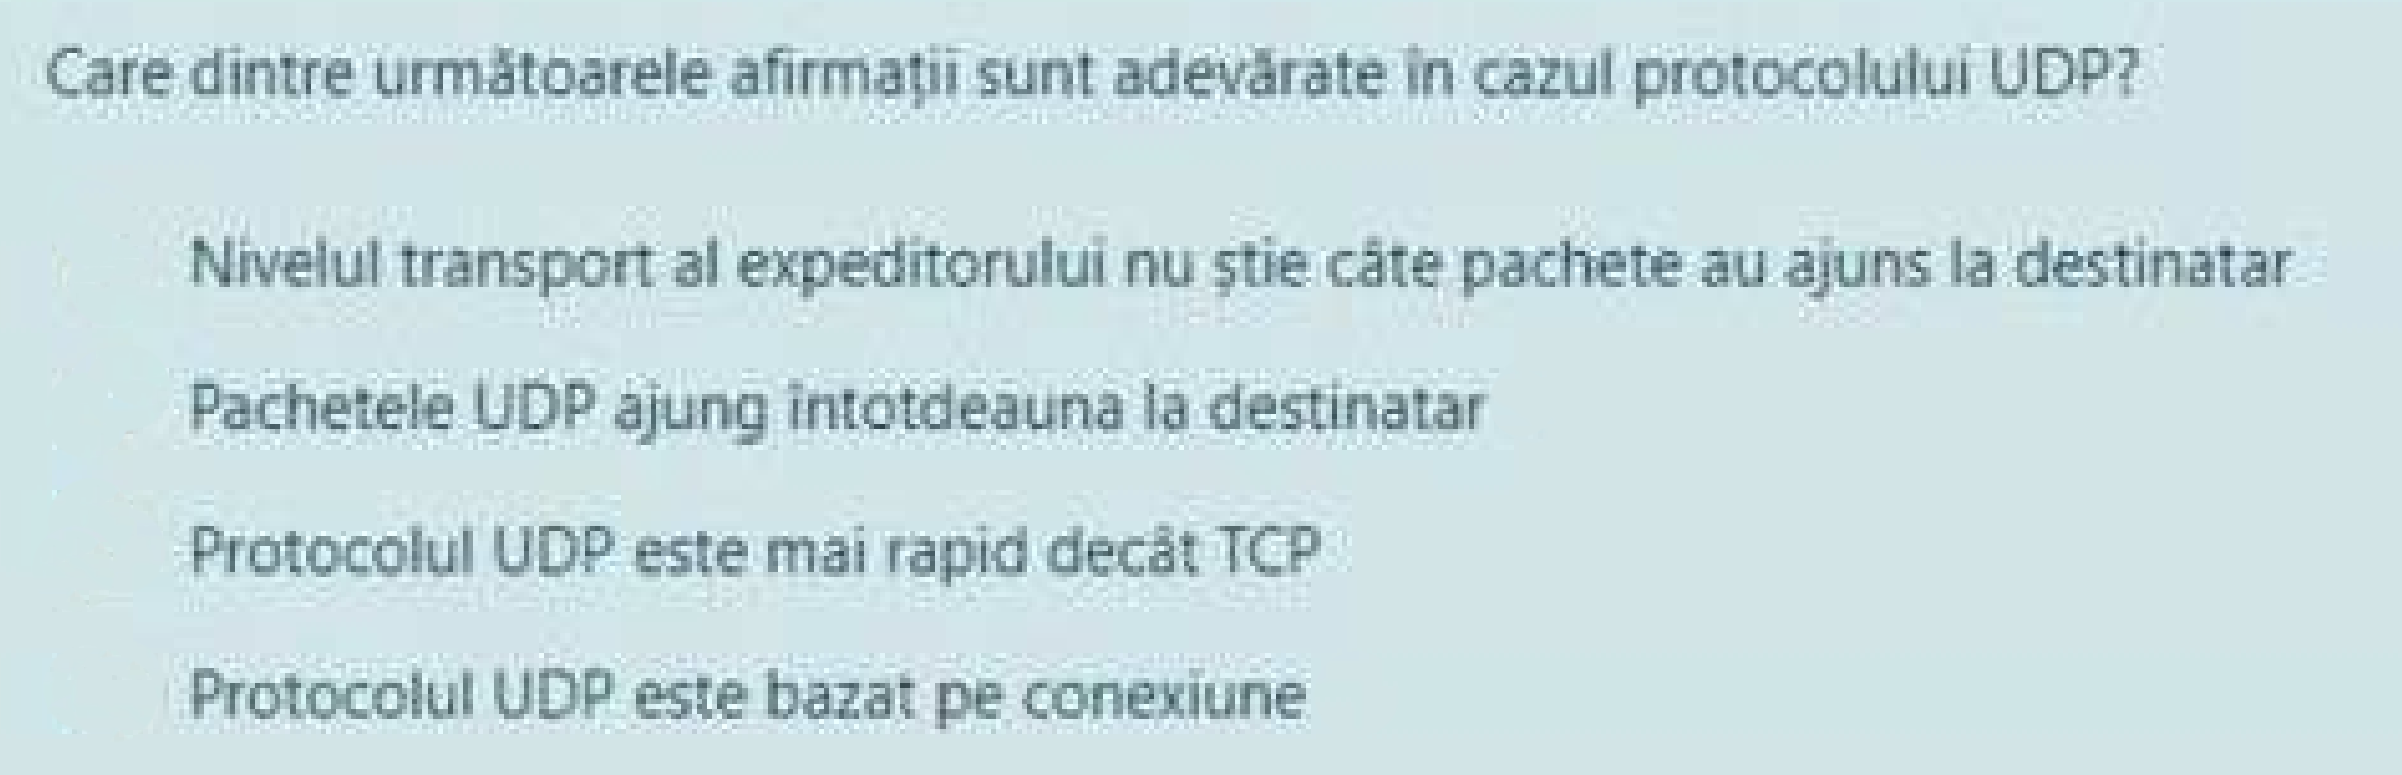 Care dintre următoarele afirmații sunt adevărate în cazul protocolului UDP?
Nivelul transport al expeditorului nu știe câte pachete au ajuns la destinatar
Pachetele UDP ajung întotdeauna la destinatar
Protocolul UDP este mai rapid decât TCP
Protocolul UDP este bazat pe conexiune